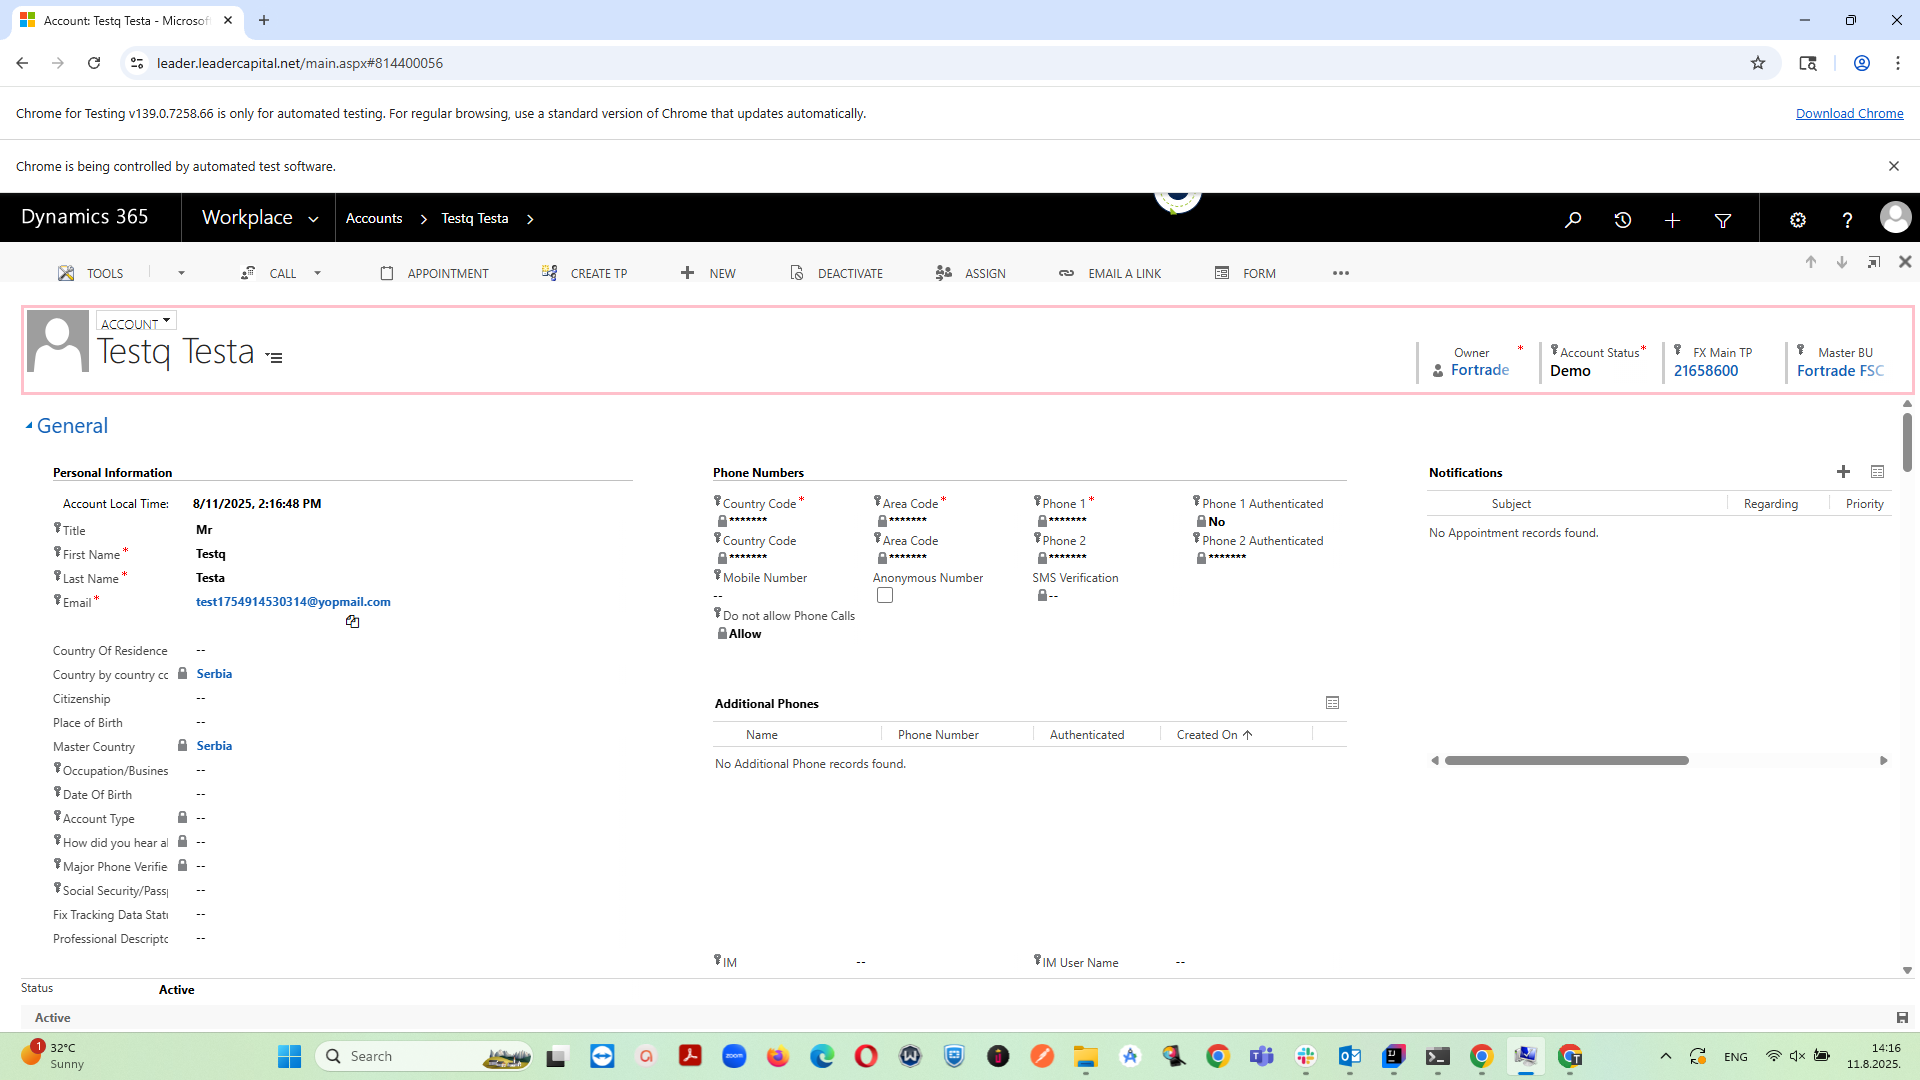 Account: Testq Testa - Microsof
leader.leadercapital.net/main.aspx#814400056
Chrome for Testing v139.0.7258.66 is only for automated testing. For regular browsing, use a standard version of Chrome that updates automatically.
Download Chrome
Chrome is being controlled by automated test software.
Dynamics 365
Workplace
Accounts
Testq Testa
TOOLS
CALL
APPOINTMENT
CREATE TP
NEW
DEACTIVATE
ASSIGN
EMAIL A LINK
FORM
ACCOUNT
Testq Testa
Owner *
Fortrade
Account Status *
Demo
FX Main TP
21658600
Master BU
Fortrade FSC
General
Personal Information
Account Local Time: 8/11/2025, 2:16:48 PM
Title Mr
First Name * Testq
Last Name * Testa
Email * test1754914530314@yopmail.com
Country Of Residence --
Country by country cc Serbia
Citizenship --
Place of Birth --
Master Country Serbia
Occupation/Busines --
Date Of Birth --
Account Type --
How did you hear a --
Major Phone Verifie --
Social Security/Passp --
Fix Tracking Data Statu --
Professional Descripto --
Phone Numbers
Country Code * Area Code * Phone 1 * Phone 1 Authenticated
******* ******* ******* No
Country Code Area Code Phone 2 Phone 2 Authenticated
******* ******* ******* *******
Mobile Number Anonymous Number SMS Verification
-- --
Do not allow Phone Calls
Allow
Additional Phones
Name Phone Number Authenticated Created On
No Additional Phone records found.
IM -- IM User Name --
Notifications
Subject Regarding Priority
No Appointment records found.
Status Active
Active
1
32°C
Sunny
Search
zoom
ENG
14:16
11.8.2025.